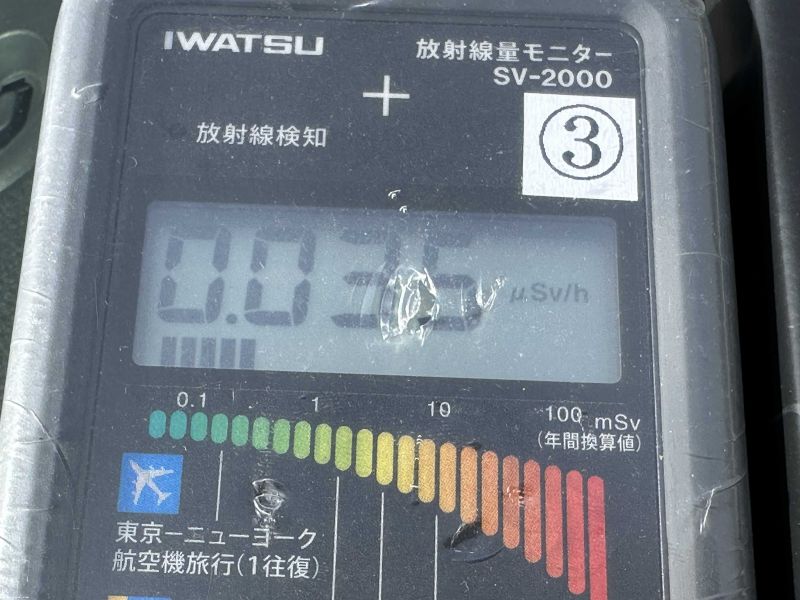 IWATSU
放射線量モニター
SV-2000
+
③
放射線検知
0.035 μSv/h
0.1 1 10 100 mSv
(年間換算値)
東京ーニューヨーク
航空機旅行(1往復)